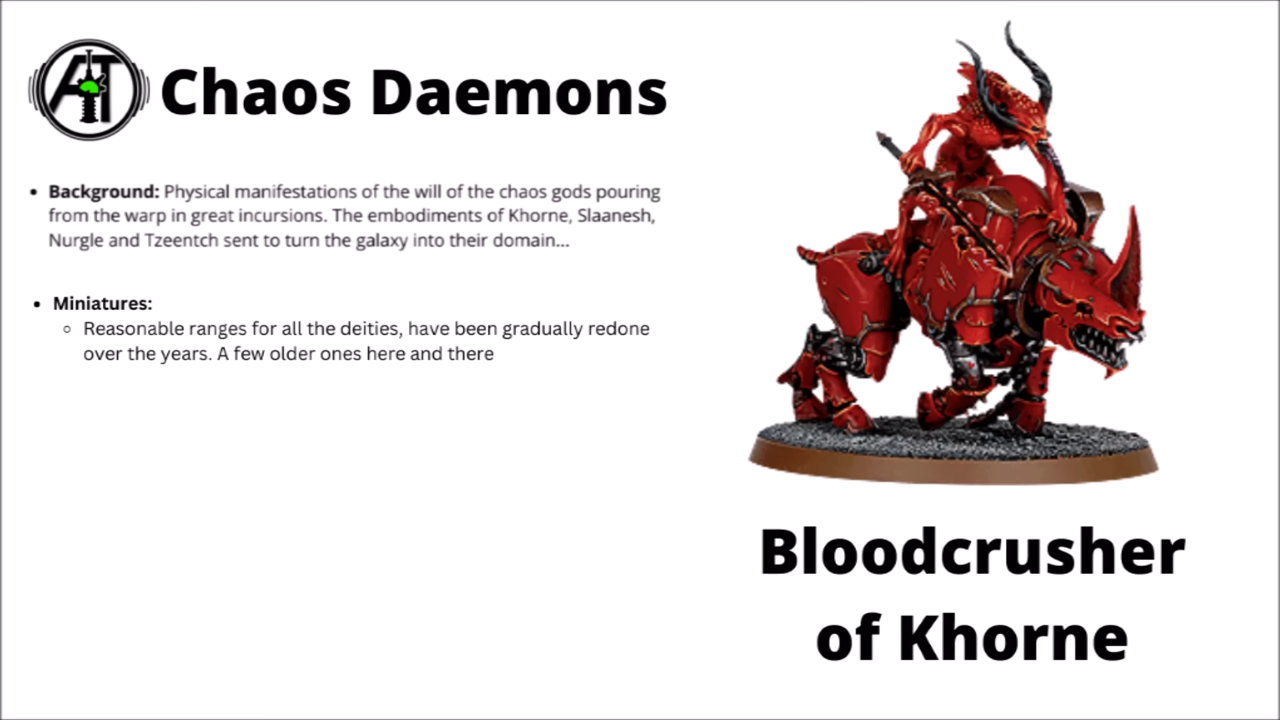 AT
Chaos Daemons
• Background: Physical manifestations of the will of the chaos gods pouring
from the warp in great incursions. The embodiments of Khorne, Slaanesh,
Nurgle and Tzeentch sent to turn the galaxy into their domain...
• Miniatures:
○ Reasonable ranges for all the deities, have been gradually redone
over the years. A few older ones here and there
Bloodcrusher
of Khorne